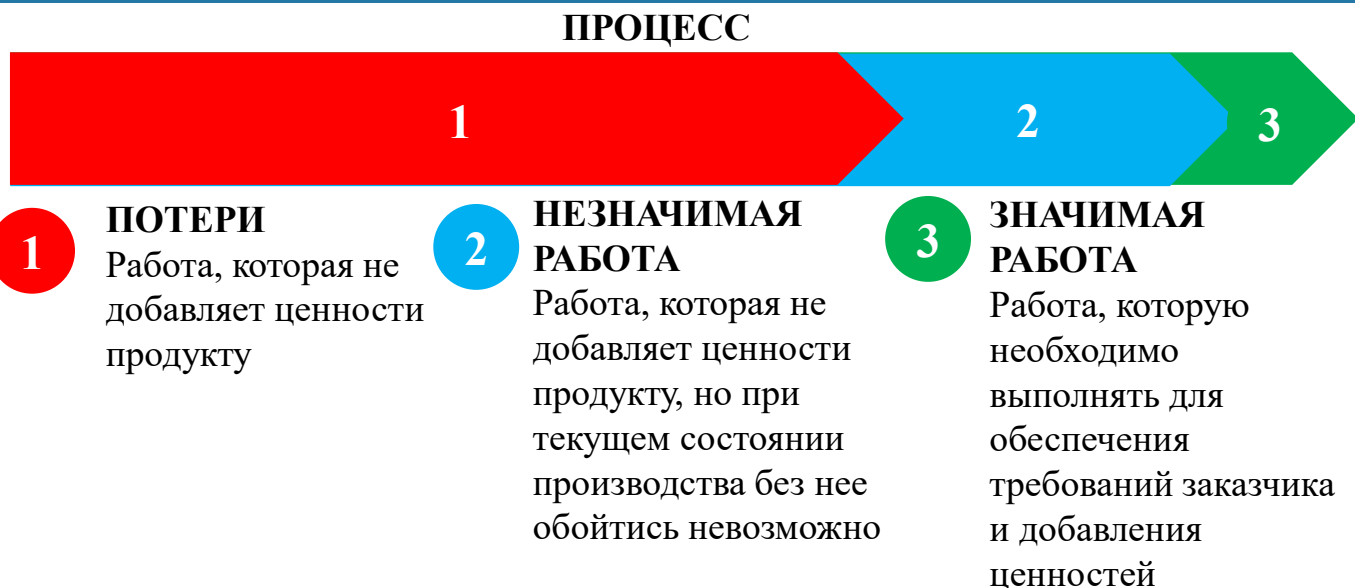 ПРОЦЕСС
1
2
3
1
ПОТЕРИ
Работа, которая не
добавляет ценности
продукту
2
НЕЗНАЧИМАЯ
РАБОТА
Работа, которая не
добавляет ценности
продукту, но при
текущем состоянии
производства без нее
обойтись невозможно
3
ЗНАЧИМАЯ
РАБОТА
Работа, которую
необходимо
выполнять для
обеспечения
требований заказчика
и добавления
ценностей